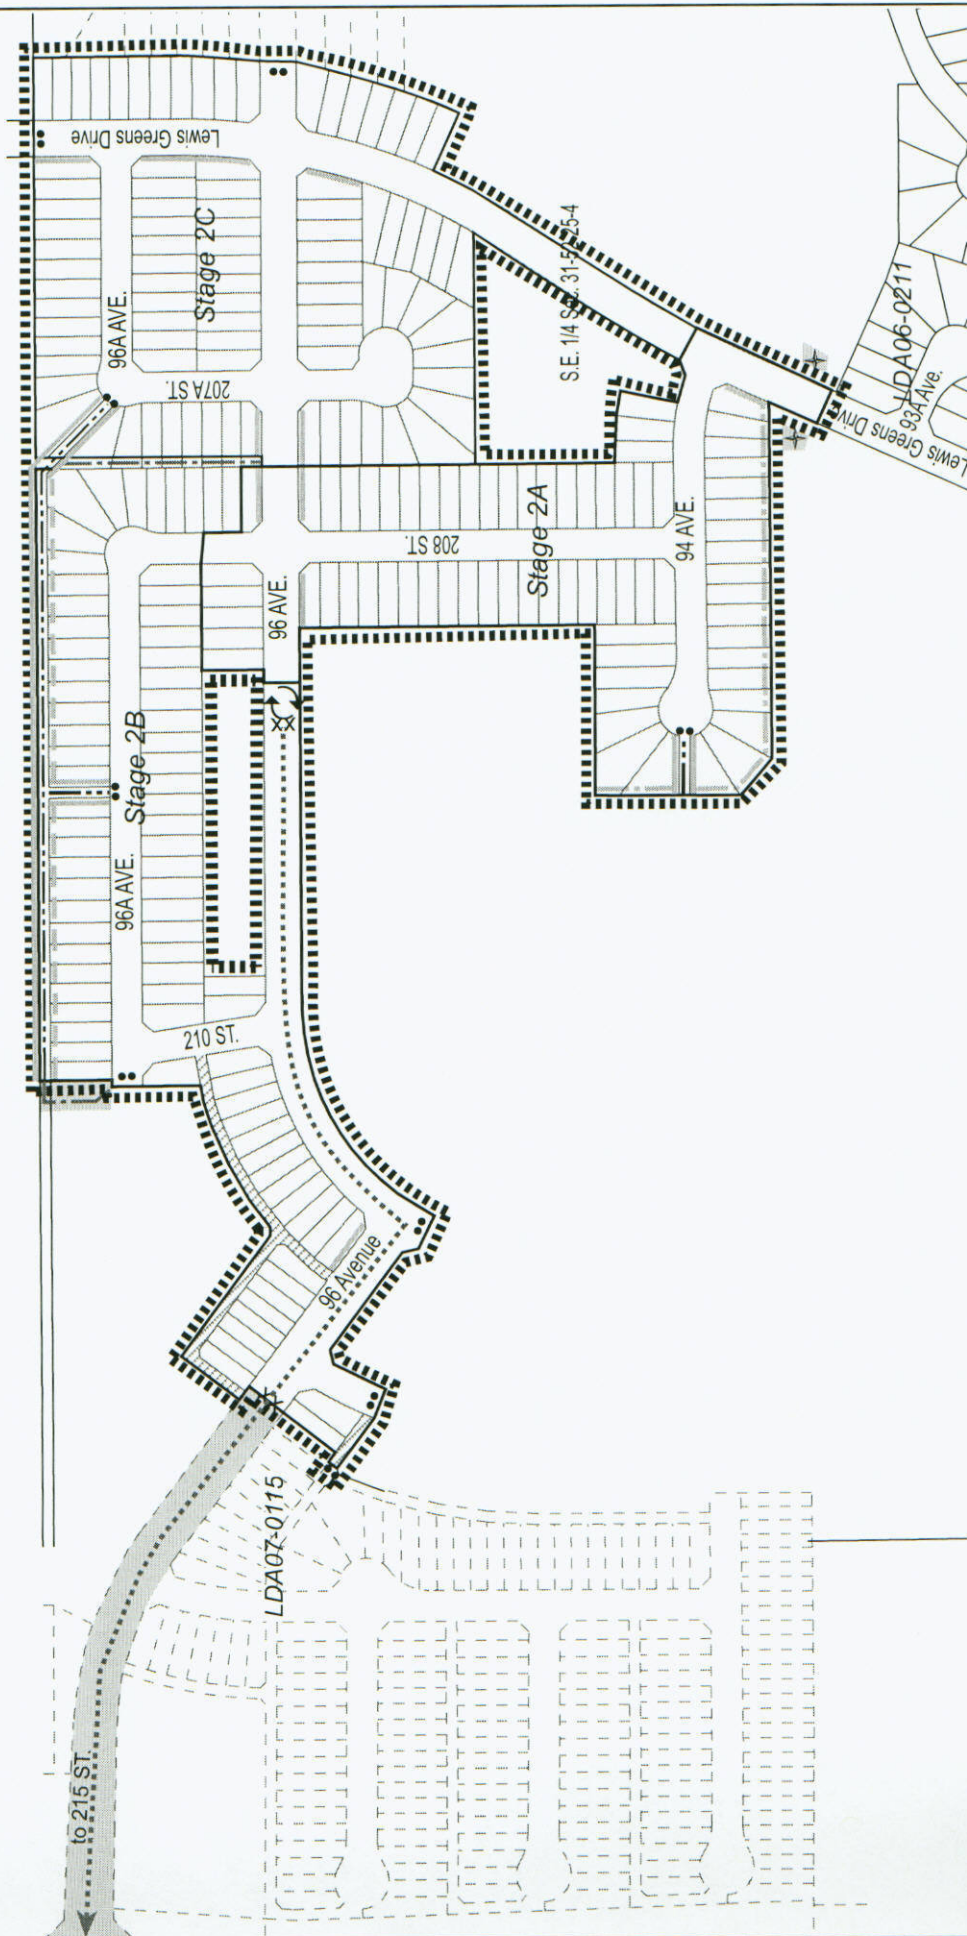 Lewis Greens Drive
Stage 2C
96A AVE.
207A ST.
S.E. 1/4 Sec. 31-52-25-4
LDA06-0211
93A Ave.
Lewis Greens Drive
Stage 2A
208 ST.
94 AVE.
96 AVE.
Stage 2B
96A AVE.
210 ST.
96 Avenue
LDA07-0115
to 215 ST.